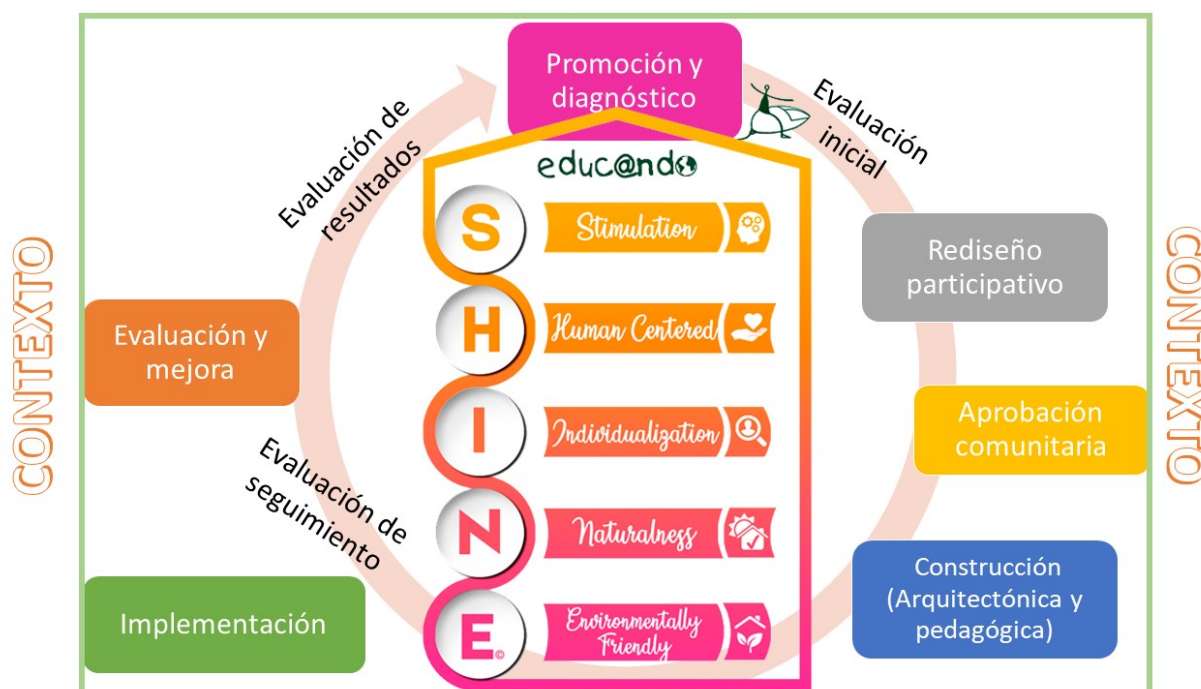 Promoción y
diagnóstico
Evaluación
inicial
Rediseño
participativo
Aprobación
comunitaria
Construcción
(Arquitectónica y
pedagógica)
Implementación
Evaluación de
seguimiento
Evaluación y
mejora
Evaluación de
resultados
educ@ndo
S
Stimulation
H
Human Centered
I
Individualization
N
Naturalness
E©
Environmentally
Friendly
CONTEXTO
CONTEXTO